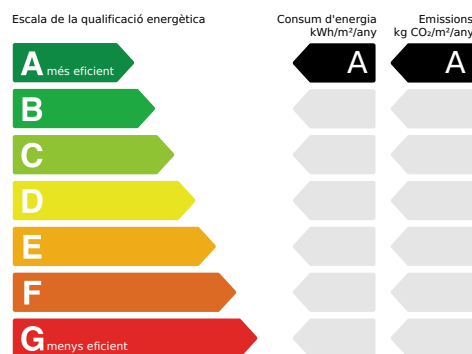 Escala de la qualificació energètica
Consum d'energia
kWh/m²/any
Emissions
kg CO₂/m²/any
A més eficient
A
A
B
C
D
E
F
G menys eficient